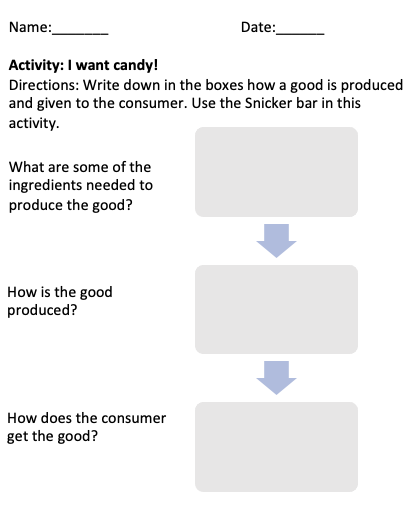 Name:_______ Date:______
Activity: I want candy!
Directions: Write down in the boxes how a good is produced
and given to the consumer. Use the Snicker bar in this
activity.
What are some of the
ingredients needed to
produce the good?
How is the good
produced?
How does the consumer
get the good?